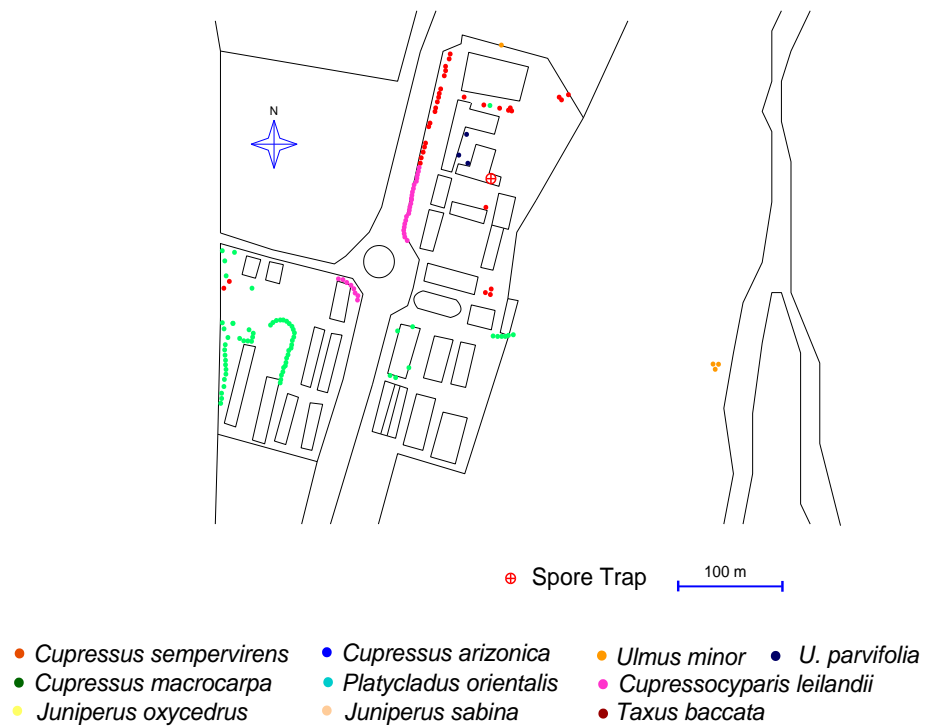 N
Spore Trap 100 m
Cupressus sempervirens Cupressus arizonica Ulmus minor U. parvifolia
Cupressus macrocarpa Platycladus orientalis Cupressocyparis leilandii
Juniperus oxycedrus Juniperus sabina Taxus baccata